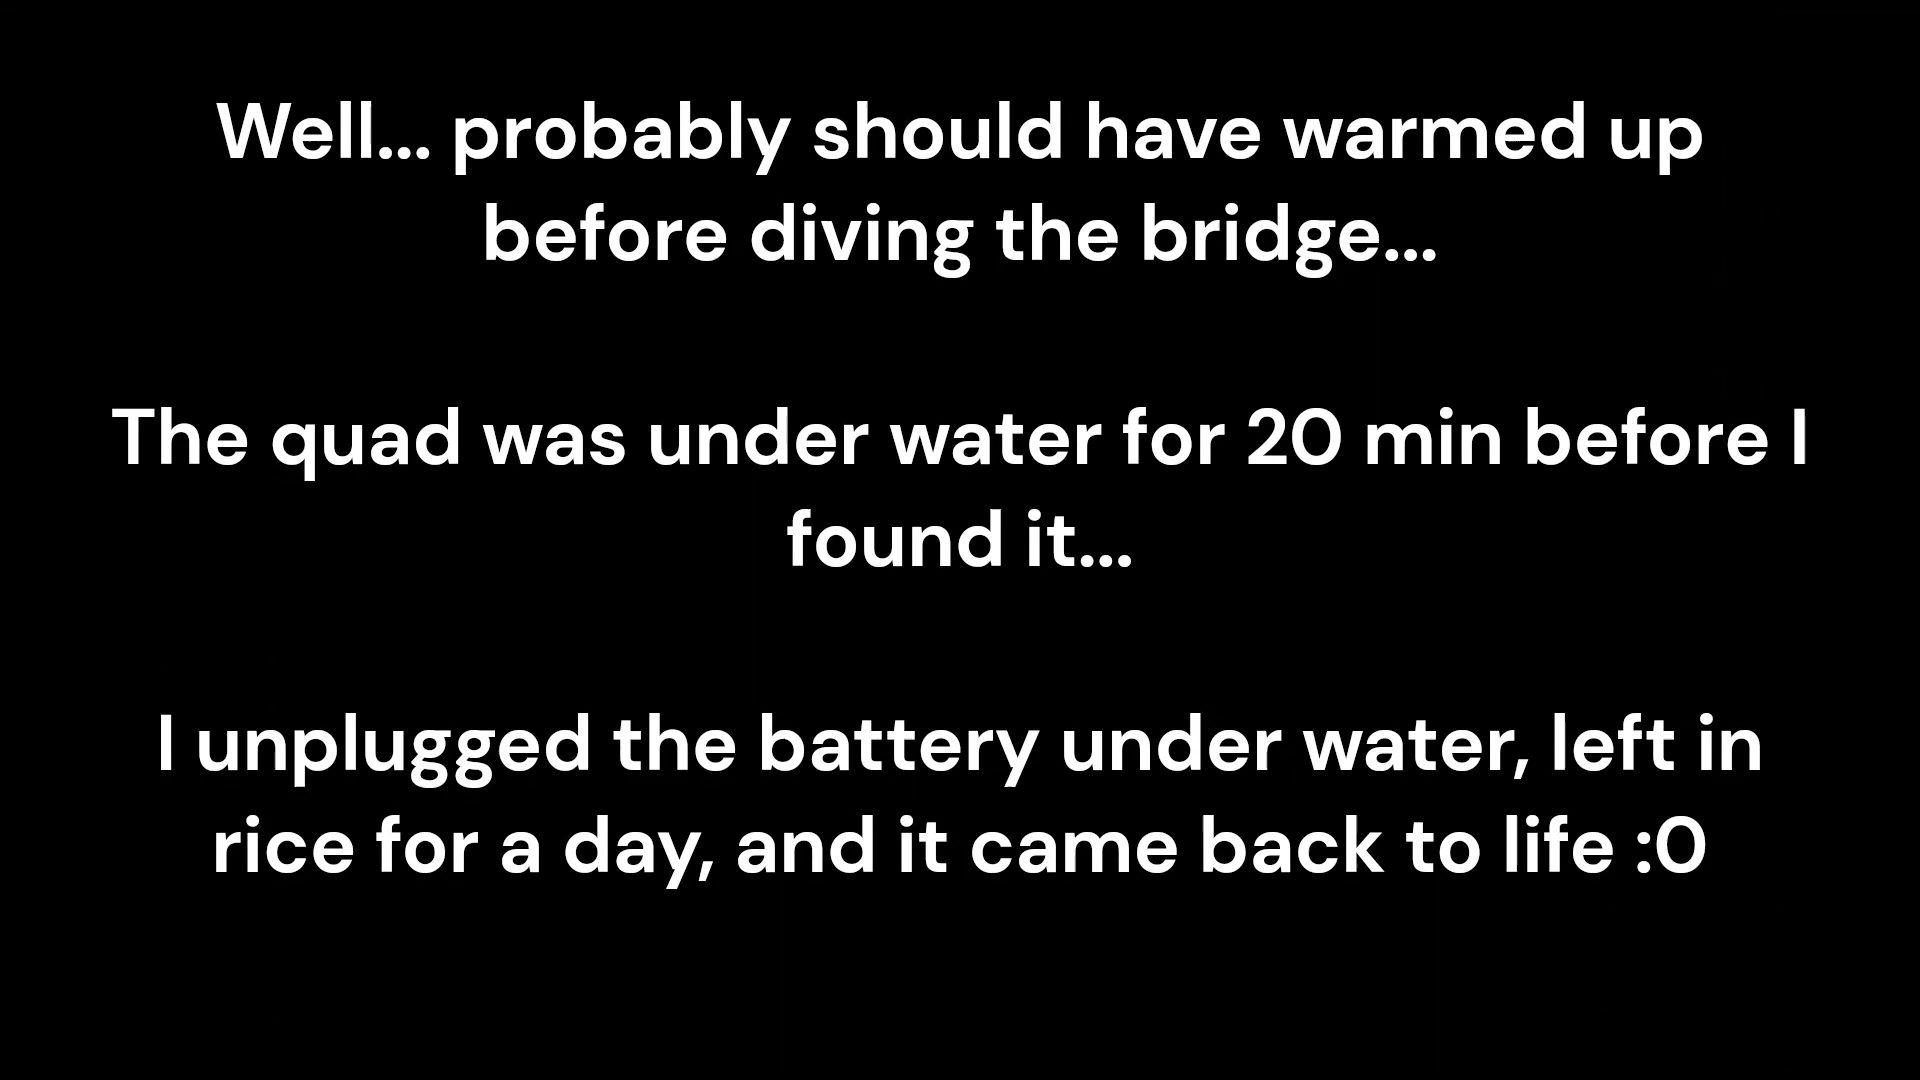 Well... probably should have warmed up
before diving the bridge...
The quad was under water for 20 min before I
found it...
I unplugged the battery under water, left in
rice for a day, and it came back to life :0